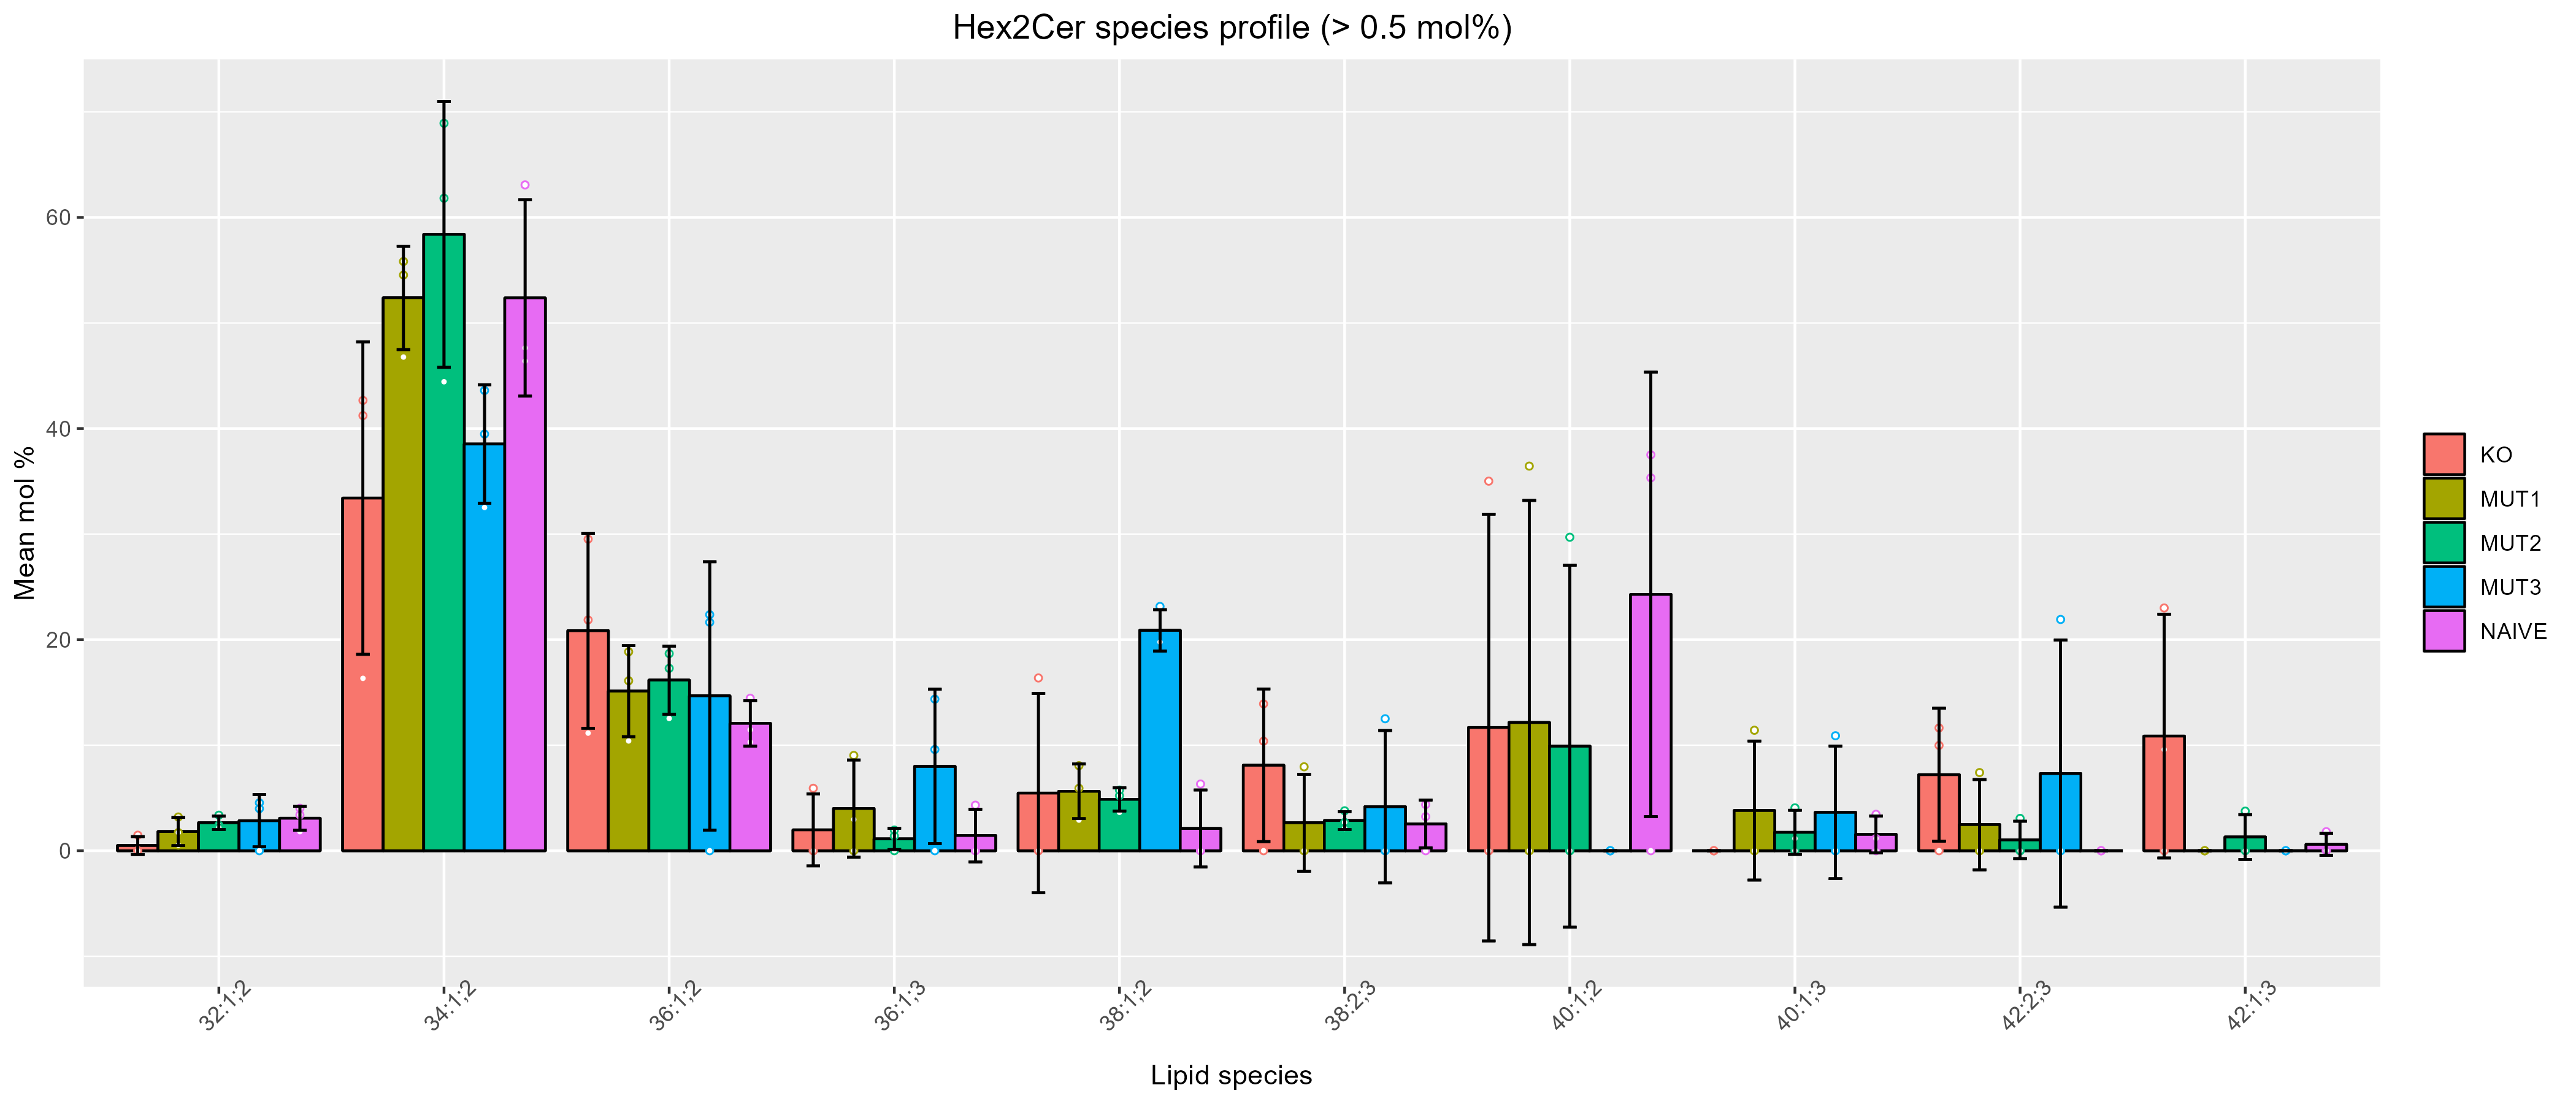 Hex2Cer species profile (> 0.5 mol%)
Mean mol %
60
40
20
0
32:1;2
34:1;2
36:1;2
36:1;3
38:1;2
38:2;3
40:1;2
40:1;3
42:2;3
42:1;3
Lipid species
KO
MUT1
MUT2
MUT3
NAIVE